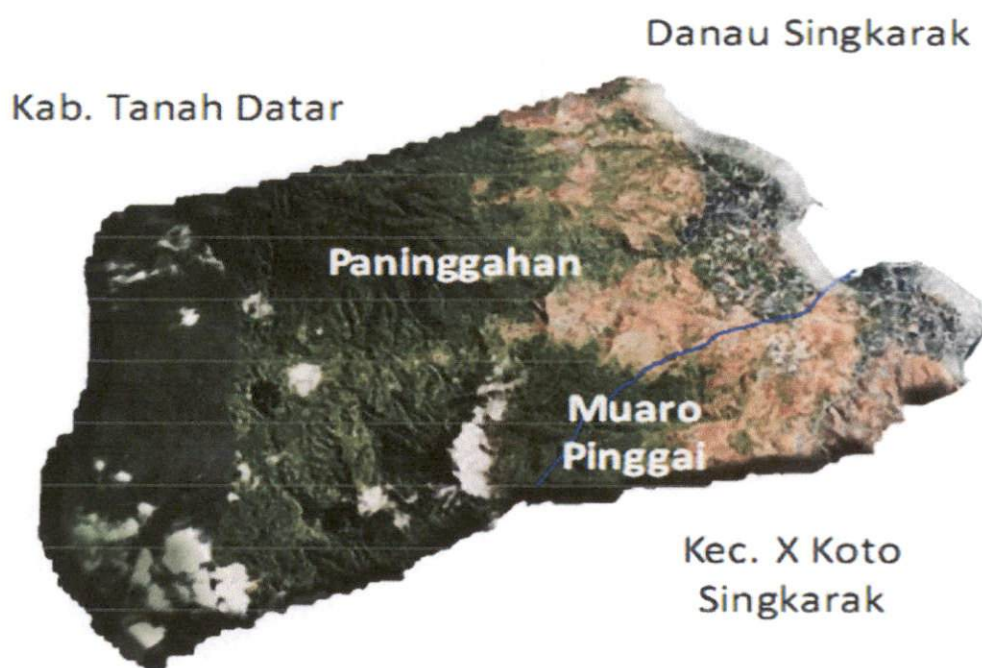 Danau Singkarak
Kab. Tanah Datar
Paninggahan
Muaro
Pinggai
Kec. X Koto
Singkarak